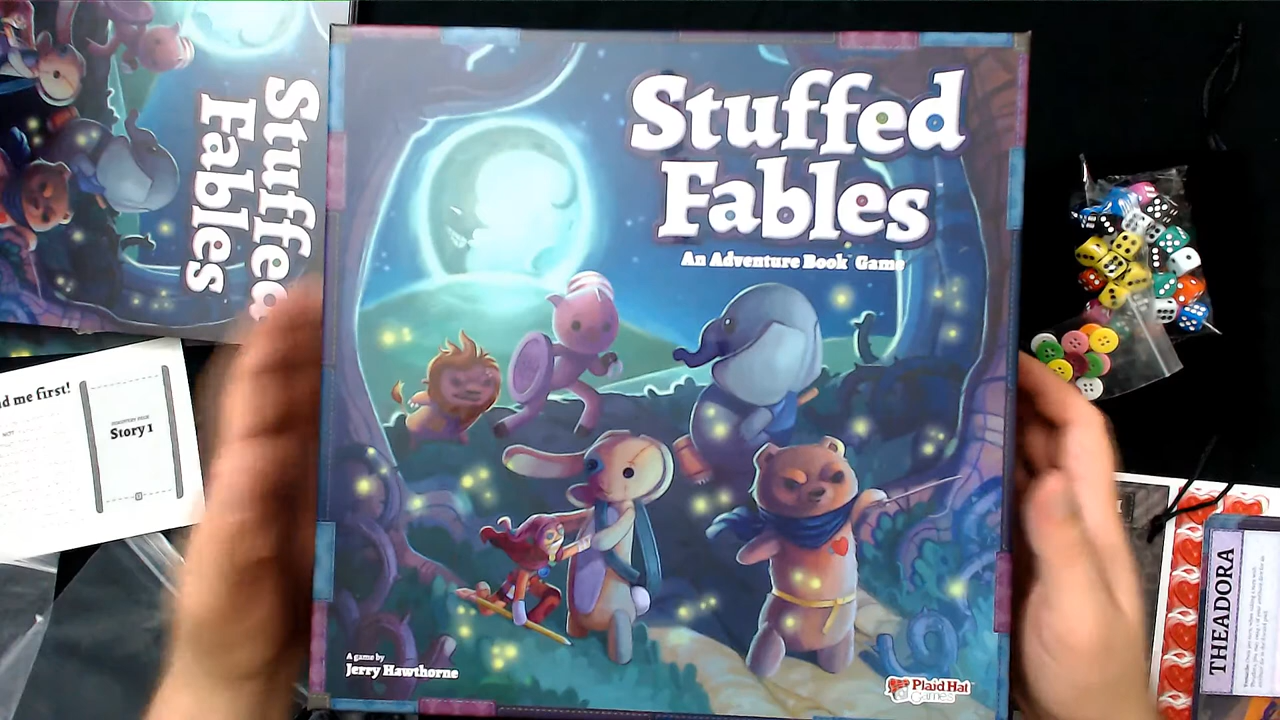 Stuffed
Fables
An Adventure Book Game
A game by
Jerry Hawthorne
Plaid Hat
Games
Stuffed
Fables
d me first!
Story 1
THEADORA